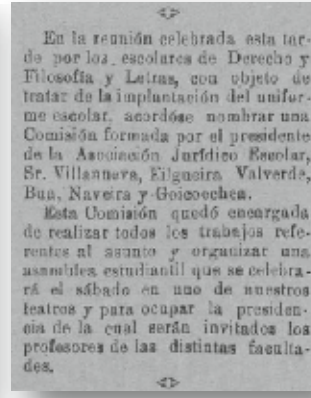 En la reunión celebrada esta tar-
de por los escolares de Derecho y
Filosofía y Letras, con objeto de
tratar de la implantación del unifor-
me escolar, acordóse nombrar una
Comisión formada por el presidente
de la Asociación Jurídico Escolar,
Sr. Villanueva, Filgueira Valverde,
Bua, Naveira y Goicoechea.
Esta Comisión quedó encargada
de realizar todos los trabajos refe-
rentes al asunto y organizar una
asamblea estudiantil que se celebra-
rá el sábado en uno de nuestros
teatros y para ocupar la presiden-
cia de la cual serán invitados los
profesores de las distintas faculta-
des.